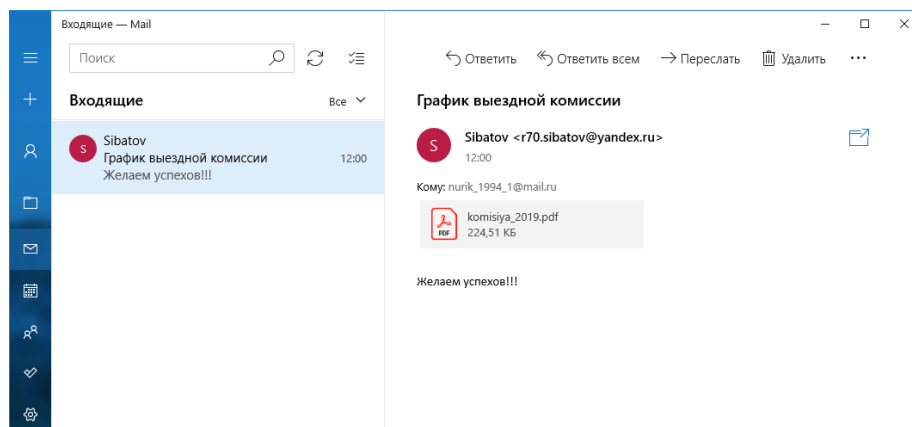 Входящие — Mail
Поиск
Ответить Ответить всем Переслать Удалить
Входящие Все
График выездной комиссии
S
Sibatov
График выездной комиссии 12:00
Желаем успехов!!!
S
Sibatov <r70.sibatov@yandex.ru>
12:00
Кому: nurik_1994_1@mail.ru
PDF
komisiya_2019.pdf
224,51 КБ
Желаем успехов!!!